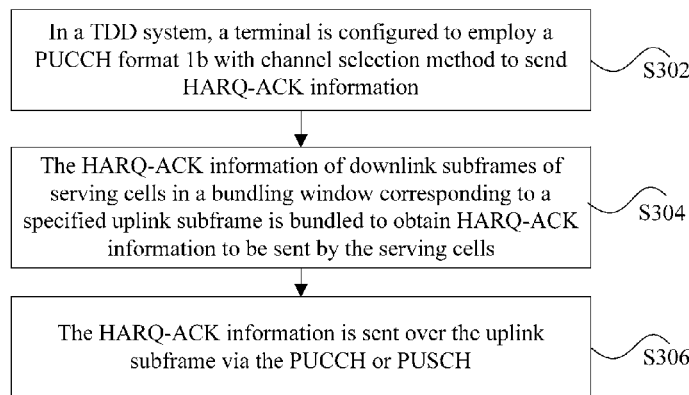 In a TDD system, a terminal is configured to employ a
PUCCH format 1b with channel selection method to send
HARQ-ACK information
S302
The HARQ-ACK information of downlink subframes of
serving cells in a bundling window corresponding to a
specified uplink subframe is bundled to obtain HARQ-ACK
information to be sent by the serving cells
S304
The HARQ-ACK information is sent over the uplink
subframe via the PUCCH or PUSCH
S306